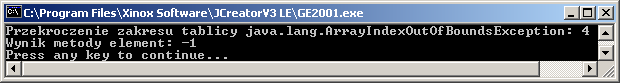 C:\Program Files\Xinox Software\JCreatorV3 LE\GE2001.exe
Przekroczenie zakresu tablicy java.lang.ArrayIndexOutOfBoundsException: 4
Wynik metody element: -1
Press any key to continue...